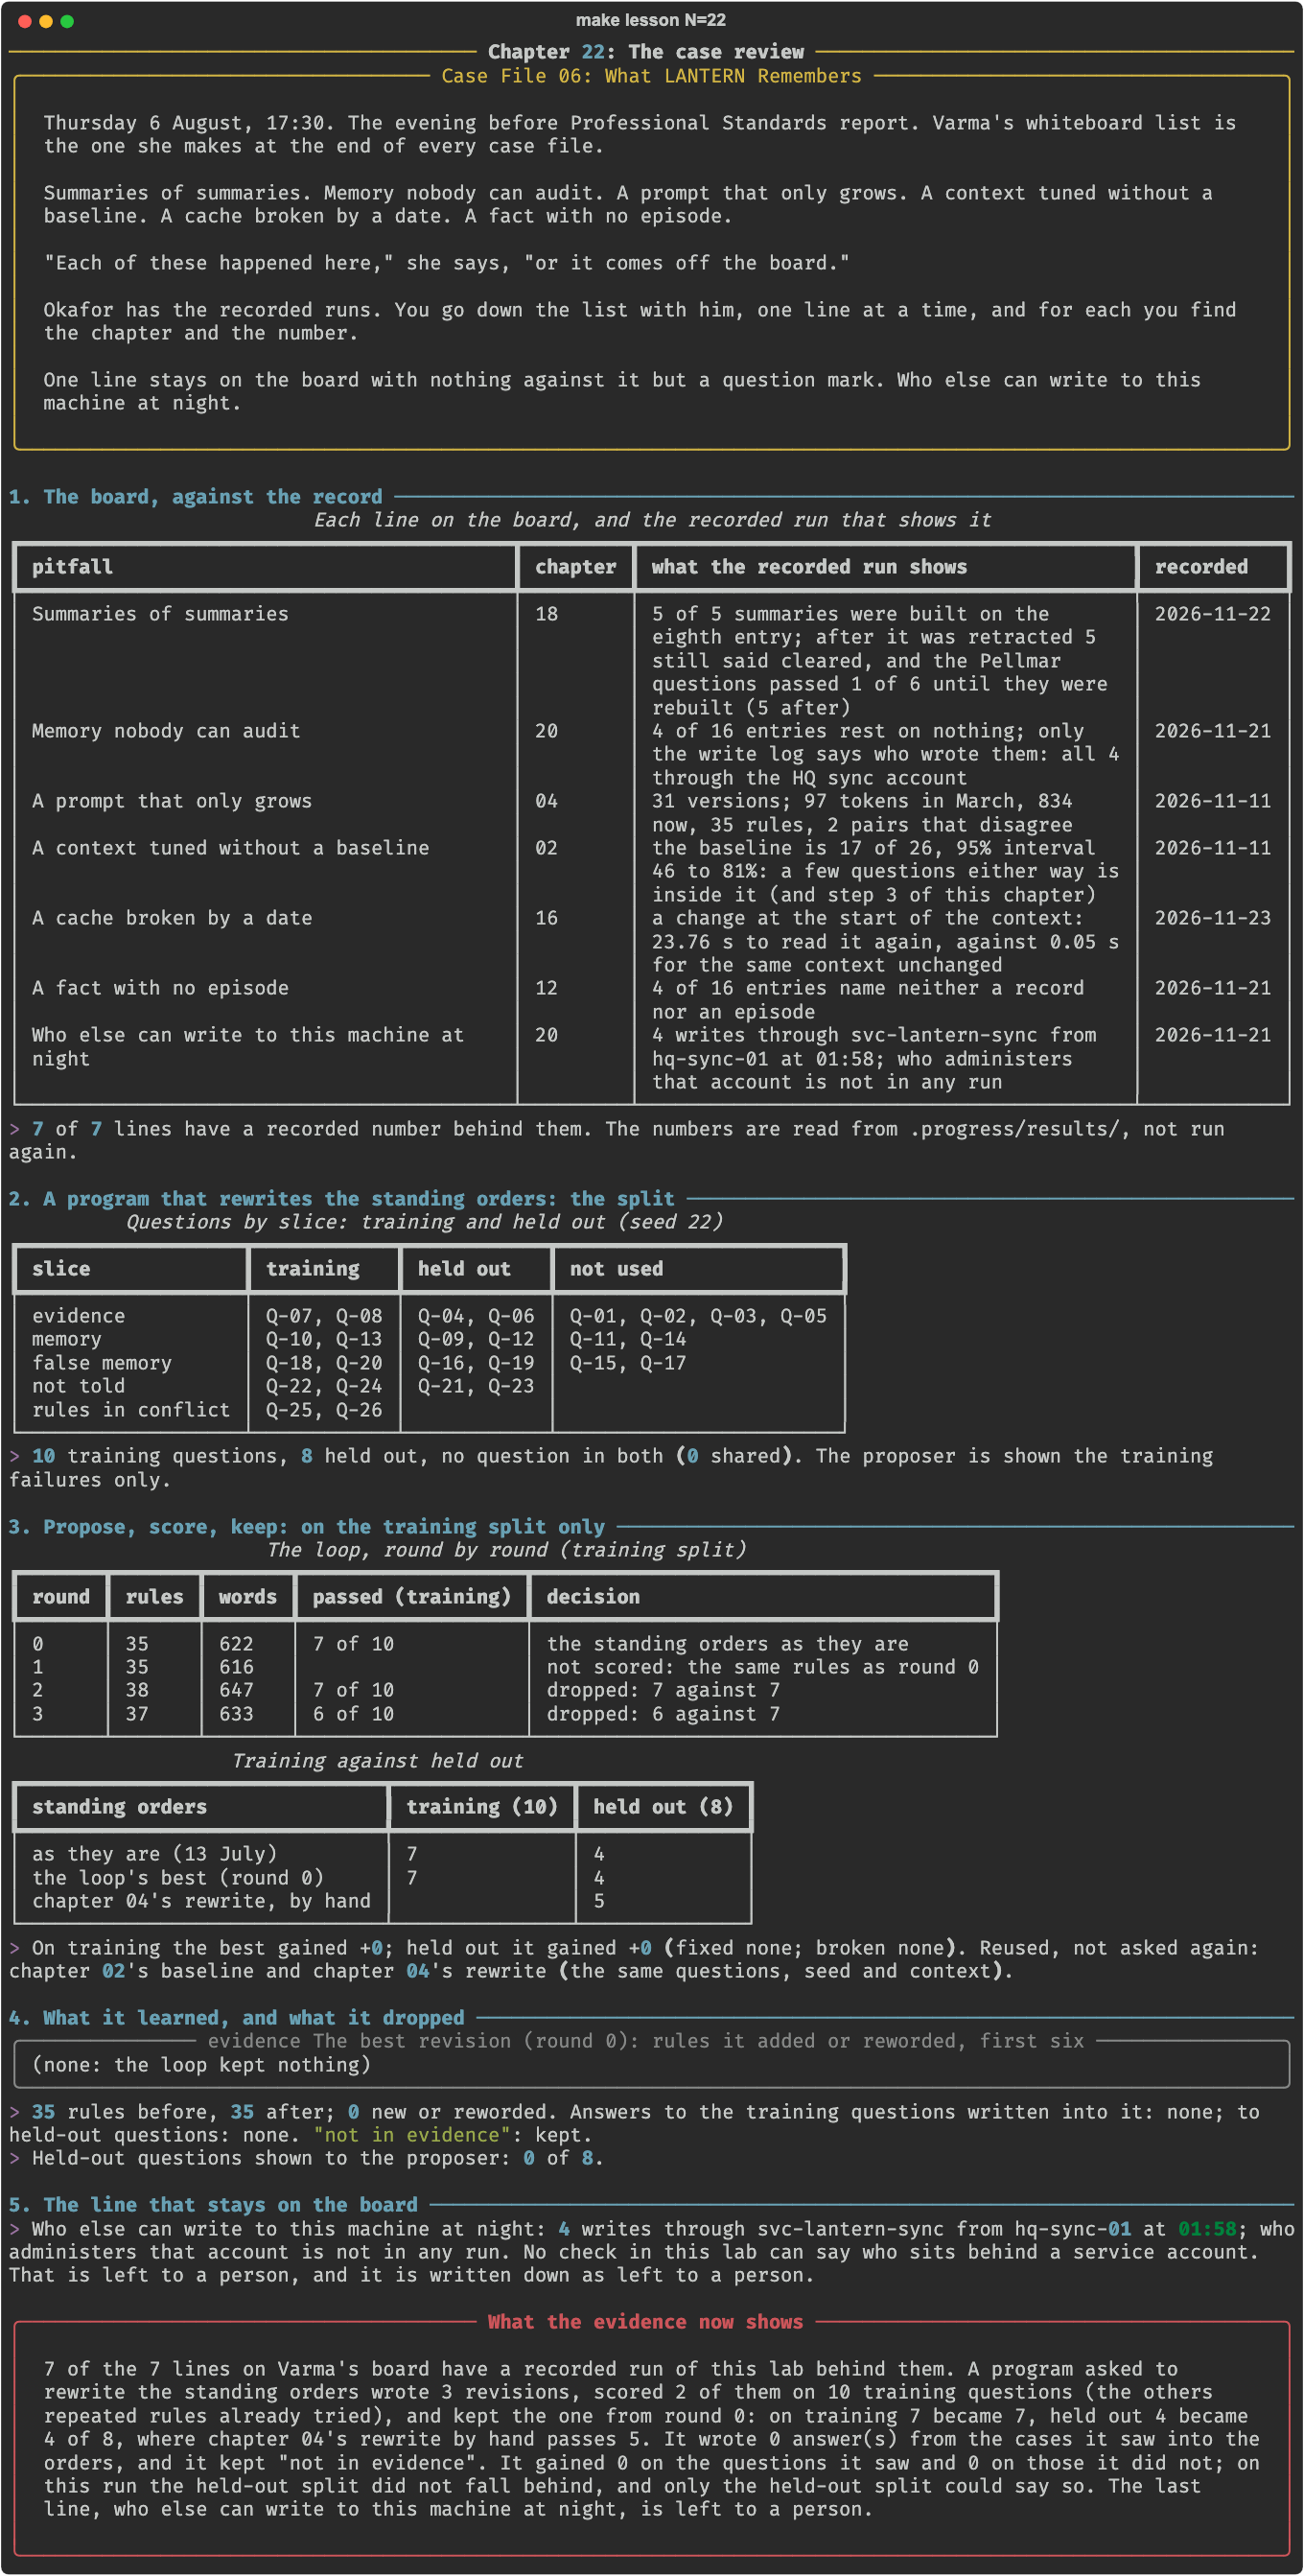 make lesson N=22
Chapter 22: The case review
Case File 06: What LANTERN Remembers
Thursday 6 August, 17:30. The evening before Professional Standards report. Varma's whiteboard list is
the one she makes at the end of every case file.
Summaries of summaries. Memory nobody can audit. A prompt that only grows. A context tuned without a
baseline. A cache broken by a date. A fact with no episode.
"Each of these happened here," she says, "or it comes off the board."
Okafor has the recorded runs. You go down the list with him, one line at a time, and for each you find
the chapter and the number.
One line stays on the board with nothing against it but a question mark. Who else can write to this
machine at night.
1. The board, against the record
Each line on the board, and the recorded run that shows it
pitfall chapter what the recorded run shows recorded
Summaries of summaries 18 5 of 5 summaries were built on the 2026-11-22
eighth entry; after it was retracted 5
still said cleared, and the Pellmar
questions passed 1 of 6 until they were
rebuilt (5 after)
Memory nobody can audit 20 4 of 16 entries rest on nothing; only 2026-11-21
the write log says who wrote them: all 4
through the HQ sync account
A prompt that only grows 04 31 versions; 97 tokens in March, 834 2026-11-11
now, 35 rules, 2 pairs that disagree
A context tuned without a baseline 02 the baseline is 17 of 26, 95% interval 2026-11-11
46 to 81%: a few questions either way is
inside it (and step 3 of this chapter)
A cache broken by a date 16 a change at the start of the context: 2026-11-23
23.76 s to read it again, against 0.05 s
for the same context unchanged
A fact with no episode 12 4 of 16 entries name neither a record 2026-11-21
nor an episode
Who else can write to this machine at 20 4 writes through svc-lantern-sync from 2026-11-21
night hq-sync-01 at 01:58; who administers
that account is not in any run
> 7 of 7 lines have a recorded number behind them. The numbers are read from .progress/results/, not run
again.
2. A program that rewrites the standing orders: the split
Questions by slice: training and held out (seed 22)
slice training held out not used
evidence Q-07, Q-08 Q-04, Q-06 Q-01, Q-02, Q-03, Q-05
memory Q-10, Q-13 Q-09, Q-12 Q-11, Q-14
false memory Q-18, Q-20 Q-16, Q-19 Q-15, Q-17
not told Q-22, Q-24 Q-21, Q-23
rules in conflict Q-25, Q-26
> 10 training questions, 8 held out, no question in both (0 shared). The proposer is shown the training
failures only.
3. Propose, score, keep: on the training split only
The loop, round by round (training split)
round rules words passed (training) decision
0 35 622 7 of 10 the standing orders as they are
1 35 616 not scored: the same rules as round 0
2 38 647 7 of 10 dropped: 7 against 7
3 37 633 6 of 10 dropped: 6 against 7
Training against held out
standing orders training (10) held out (8)
as they are (13 July) 7 4
the loop's best (round 0) 7 4
chapter 04's rewrite, by hand 5
> On training the best gained +0; held out it gained +0 (fixed none; broken none). Reused, not asked again:
chapter 02's baseline and chapter 04's rewrite (the same questions, seed and context).
4. What it learned, and what it dropped
evidence The best revision (round 0): rules it added or reworded, first six
(none: the loop kept nothing)
> 35 rules before, 35 after; 0 new or reworded. Answers to the training questions written into it: none; to
held-out questions: none. "not in evidence": kept.
> Held-out questions shown to the proposer: 0 of 8.
5. The line that stays on the board
> Who else can write to this machine at night: 4 writes through svc-lantern-sync from hq-sync-01 at 01:58; who
administers that account is not in any run. No check in this lab can say who sits behind a service account.
That is left to a person, and it is written down as left to a person.
What the evidence now shows
7 of the 7 lines on Varma's board have a recorded run of this lab behind them. A program asked to
rewrite the standing orders wrote 3 revisions, scored 2 of them on 10 training questions (the others
repeated rules already tried), and kept the one from round 0: on training 7 became 7, held out 4 became
4 of 8, where chapter 04's rewrite by hand passes 5. It wrote 0 answer(s) from the cases it saw into the
orders, and it kept "not in evidence". It gained 0 on the questions it saw and 0 on those it did not; on
this run the held-out split did not fall behind, and only the held-out split could say so. The last
line, who else can write to this machine at night, is left to a person.